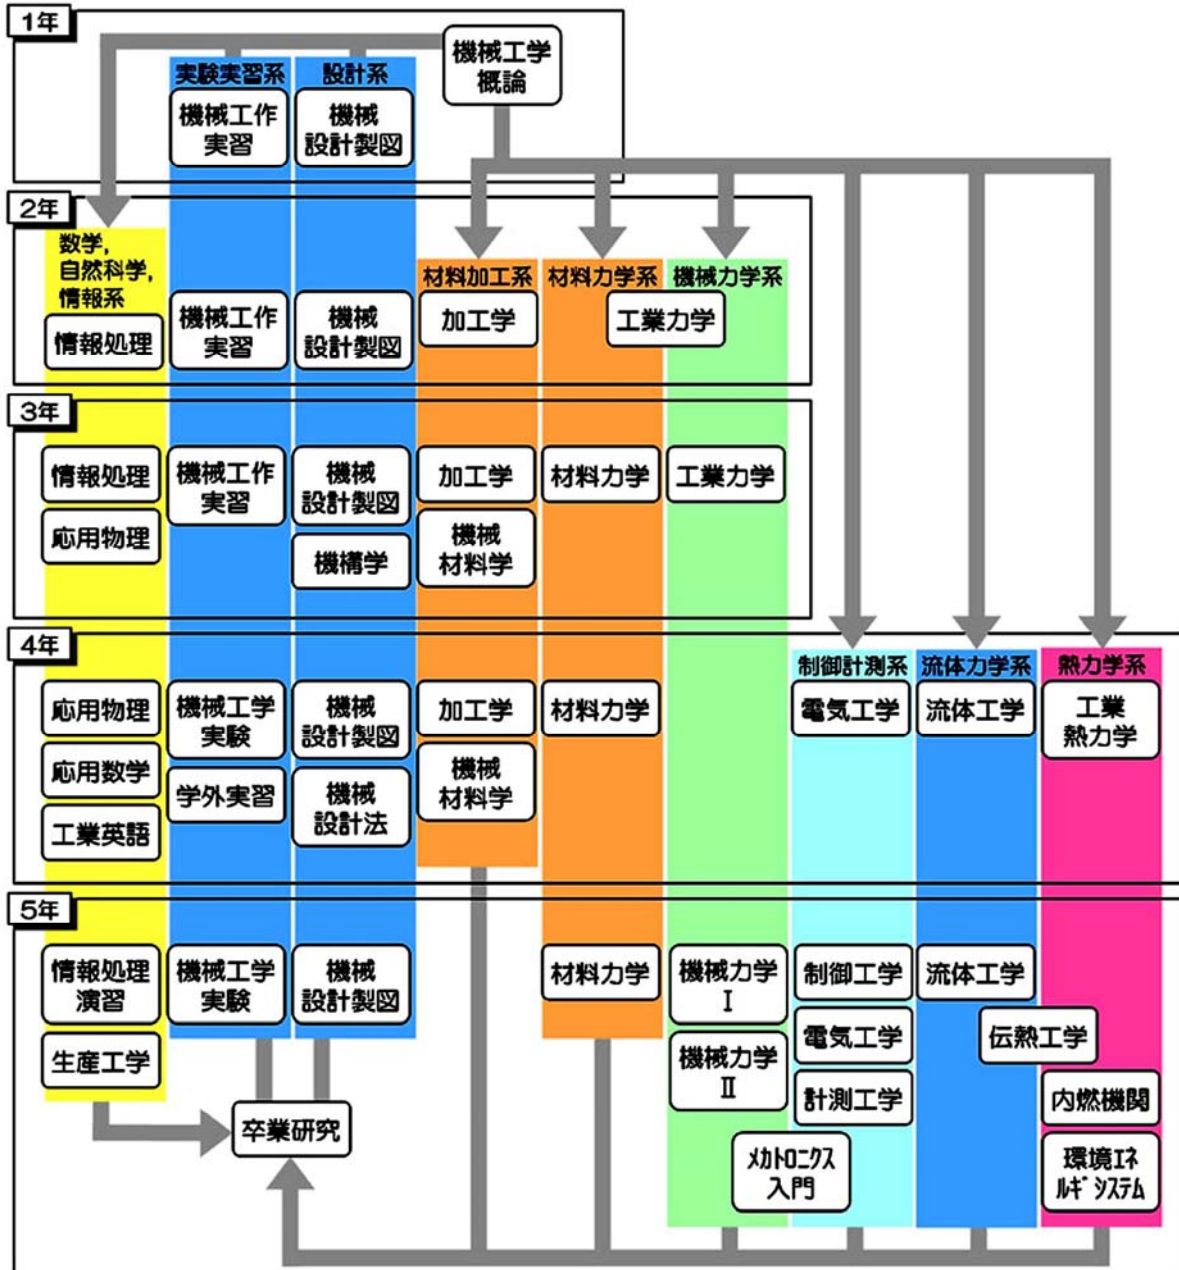 1年
機械工学
概論
実験実習系
設計系
機械工作
実習
機械
設計製図
2年
数学,
自然科学,
情報系
材料加工系
材料力学系
機械力学系
情報処理
機械工作
実習
機械
設計製図
加工学
工業力学
3年
情報処理
機械工作
実習
機械
設計製図
加工学
材料力学
工業力学
応用物理
機構学
機械
材料学
4年
制御計測系
流体力学系
熱力学系
応用物理
機械工学
実験
機械
設計製図
加工学
材料力学
電気工学
流体工学
工業
熱力学
応用数学
学外実習
機械
設計法
機械
材料学
工業英語
5年
情報処理
演習
機械工学
実験
機械
設計製図
材料力学
機械力学
Ⅰ
制御工学
流体工学
生産工学
機械力学
Ⅱ
電気工学
伝熱工学
計測工学
内燃機関
卒業研究
メカトロニクス
入門
環境エネ
ルギシステム